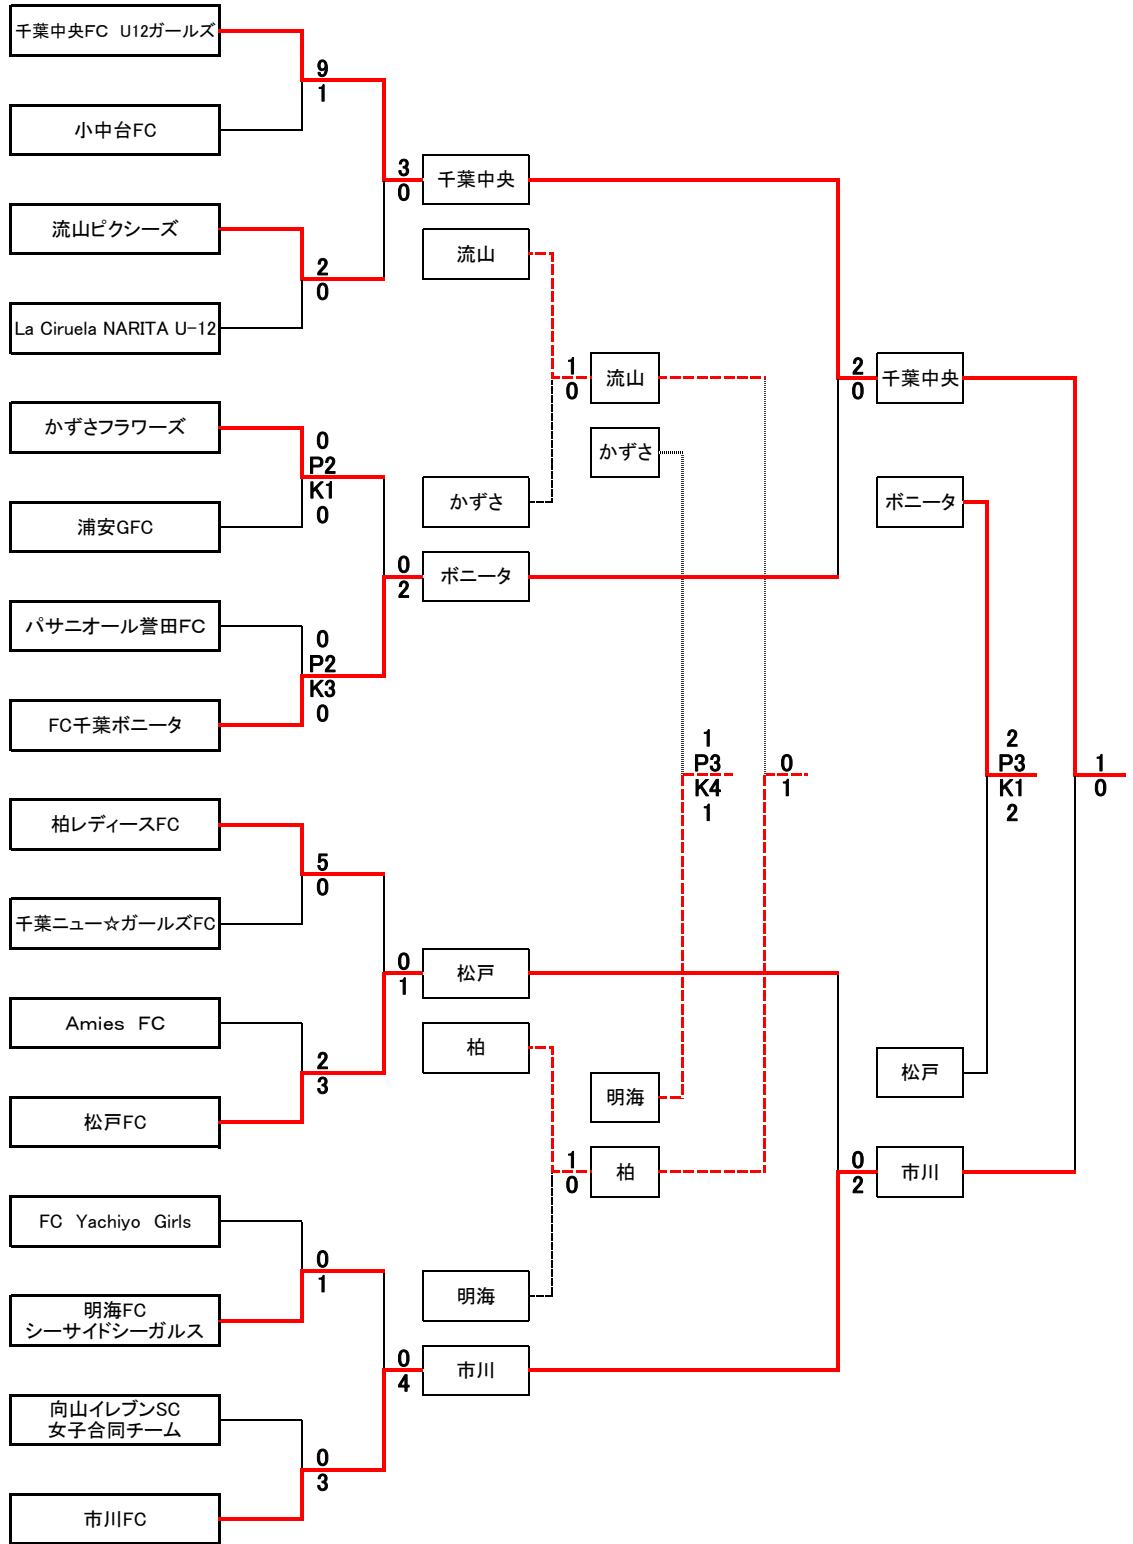 千葉中央FC U12ガールズ
9
1
小中台FC
3
0
千葉中央
流山ピクシーズ
流山
2
0
La Ciruela NARITA U-12
1
0
流山
2
0
千葉中央
かずさフラワーズ
0
P2
K1
0
かずさ
浦安GFC
かずさ
ボニータ
0
2
ボニータ
パサニオール誉田FC
0
P2
K3
0
FC千葉ボニータ
1
P3
K4
1
0
1
2
P3
K1
2
1
0
柏レディースFC
5
0
千葉ニュー☆ガールズFC
0
1
松戸
Amies FC
柏
2
3
松戸FC
明海
松戸
1
0
柏
0
2
市川
FC Yachiyo Girls
0
1
明海FC
シーサイドシーガルス
明海
0
4
市川
向山イレブンSC
女子合同チーム
0
3
市川FC